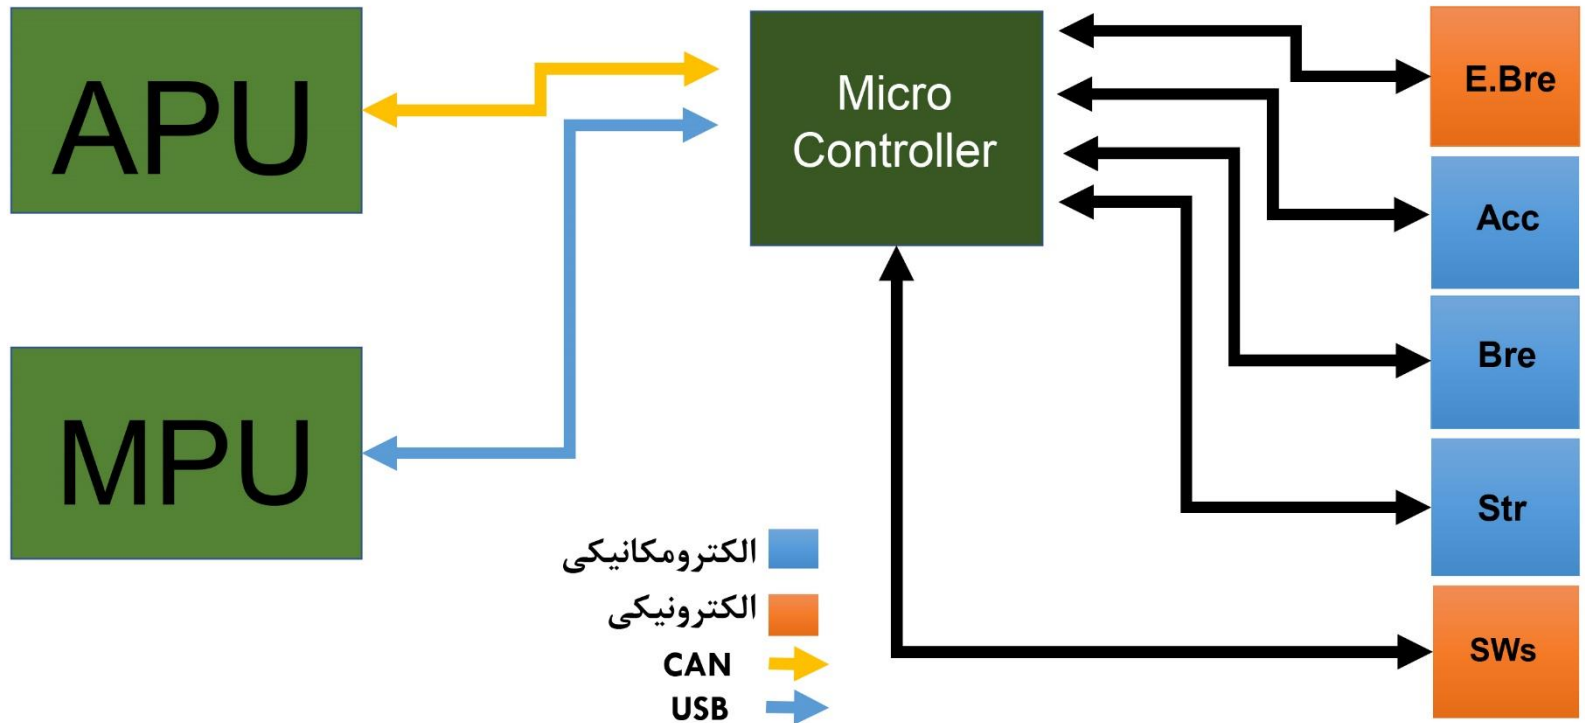 APU
MPU
Micro
Controller
E.Bre
Acc
Bre
Str
SWs
الکترومکانیکی
الکترونیکی
CAN
USB